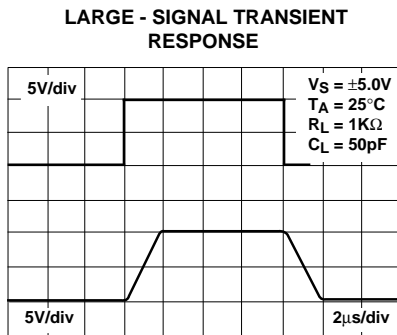 LARGE - SIGNAL TRANSIENT
RESPONSE
5V/div
VS = ±5.0V
TA = 25°C
RL = 1KΩ
CL = 50pF
5V/div
2µs/div